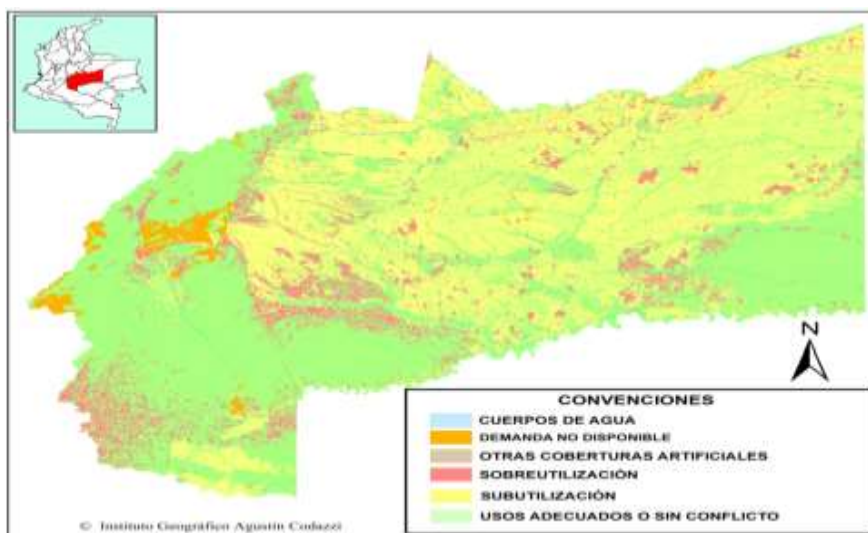 N
CONVENCIONES
CUERPOS DE AGUA
DEMANDA NO DISPONIBLE
OTRAS COBERTURAS ARTIFICIALES
SOBREUTILIZACIÓN
SUBUTILIZACIÓN
USOS ADECUADOS O SIN CONFLICTO
© Instituto Geográfico Agustín Codazzi